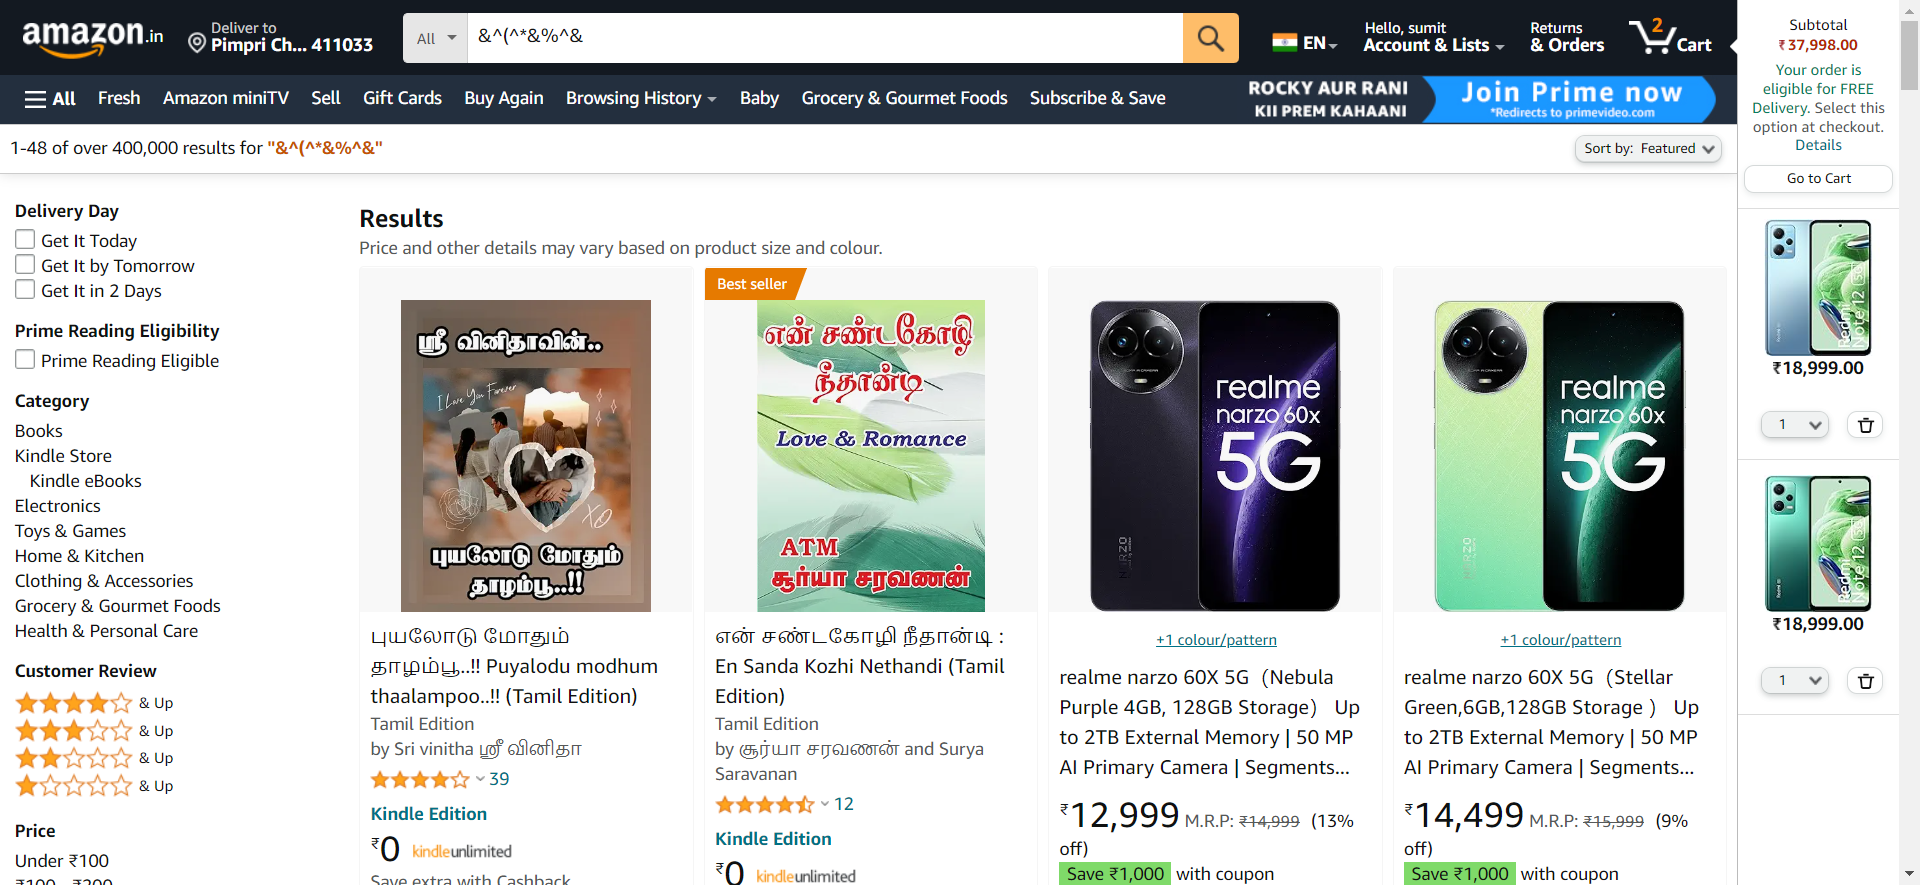 amazon.in
Deliver to
Pimpri Ch... 411033
All
&^(^*&%^&
EN
Hello, sumit
Account & Lists
Returns
& Orders
2
Cart
All
Fresh
Amazon miniTV
Sell
Gift Cards
Buy Again
Browsing History
Baby
Grocery & Gourmet Foods
Subscribe & Save
ROCKY AUR RANI
KII PREM KAHAANI
Join Prime now
*Redirects to primevideo.com
Subtotal
₹37,998.00
Your order is
eligible for FREE
Delivery. Select this
option at checkout.
Details
Go to Cart
1-48 of over 400,000 results for "&^(^*&%^&"
Sort by: Featured
Delivery Day
Get It Today
Get It by Tomorrow
Get It in 2 Days
Prime Reading Eligibility
Prime Reading Eligible
Category
Books
Kindle Store
Kindle eBooks
Electronics
Toys & Games
Home & Kitchen
Clothing & Accessories
Grocery & Gourmet Foods
Health & Personal Care
Customer Review
& Up
& Up
& Up
& Up
Price
Under ₹100
₹100 - ₹200
Results
Price and other details may vary based on product size and colour.
ஸ்ரீ வினிதாவின்..
I Love You Forever
XO
புயலோடு மோதும்
தாழம்பூ..!!
புயலோடு மோதும்
தாழம்பூ..!! Puyalodu modhum
thaalampoo..!! (Tamil Edition)
Tamil Edition
by Sri vinitha ஸ்ரீ வினிதா
39
Kindle Edition
₹0 kindleunlimited
Save extra with Cashback
Best seller
என் சண்டகோழி
நீதான்டி
Love & Romance
ATM
சூர்யா சரவணன்
என் சண்டகோழி நீதான்டி :
En Sanda Kozhi Nethandi (Tamil
Edition)
Tamil Edition
by சூர்யா சரவணன் and Surya
Saravanan
12
Kindle Edition
₹0 kindleunlimited
realme
narzo 60x
5G
NARZO
+1 colour/pattern
realme narzo 60X 5G（Nebula
Purple 4GB, 128GB Storage） Up
to 2TB External Memory | 50 MP
AI Primary Camera | Segments...
₹12,999 M.R.P: ₹14,999 (13%
off)
Save ₹1,000 with coupon
realme
narzo 60x
5G
NARZO
+1 colour/pattern
realme narzo 60X 5G（Stellar
Green,6GB,128GB Storage ） Up
to 2TB External Memory | 50 MP
AI Primary Camera | Segments...
₹14,499 M.R.P: ₹15,999 (9%
off)
Save ₹1,000 with coupon
Redmi
Note 12 5G
₹18,999.00
1
Redmi
Note 12 5G
₹18,999.00
1